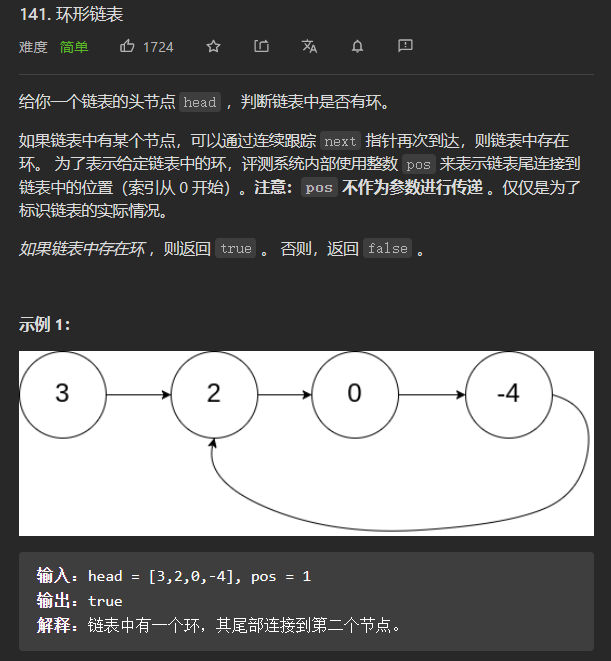 141. 环形链表
难度 简单 1724
给你一个链表的头节点 head ，判断链表中是否有环。
如果链表中有某个节点，可以通过连续跟踪 next 指针再次到达，则链表中存在
环。 为了表示给定链表中的环，评测系统内部使用整数 pos 来表示链表尾连接到
链表中的位置（索引从 0 开始）。注意：pos 不作为参数进行传递 。仅仅是为了
标识链表的实际情况。
如果链表中存在环 ，则返回 true 。 否则，返回 false 。
示例 1：
3 2 0 -4
输入：head = [3,2,0,-4], pos = 1
输出：true
解释：链表中有一个环，其尾部连接到第二个节点。